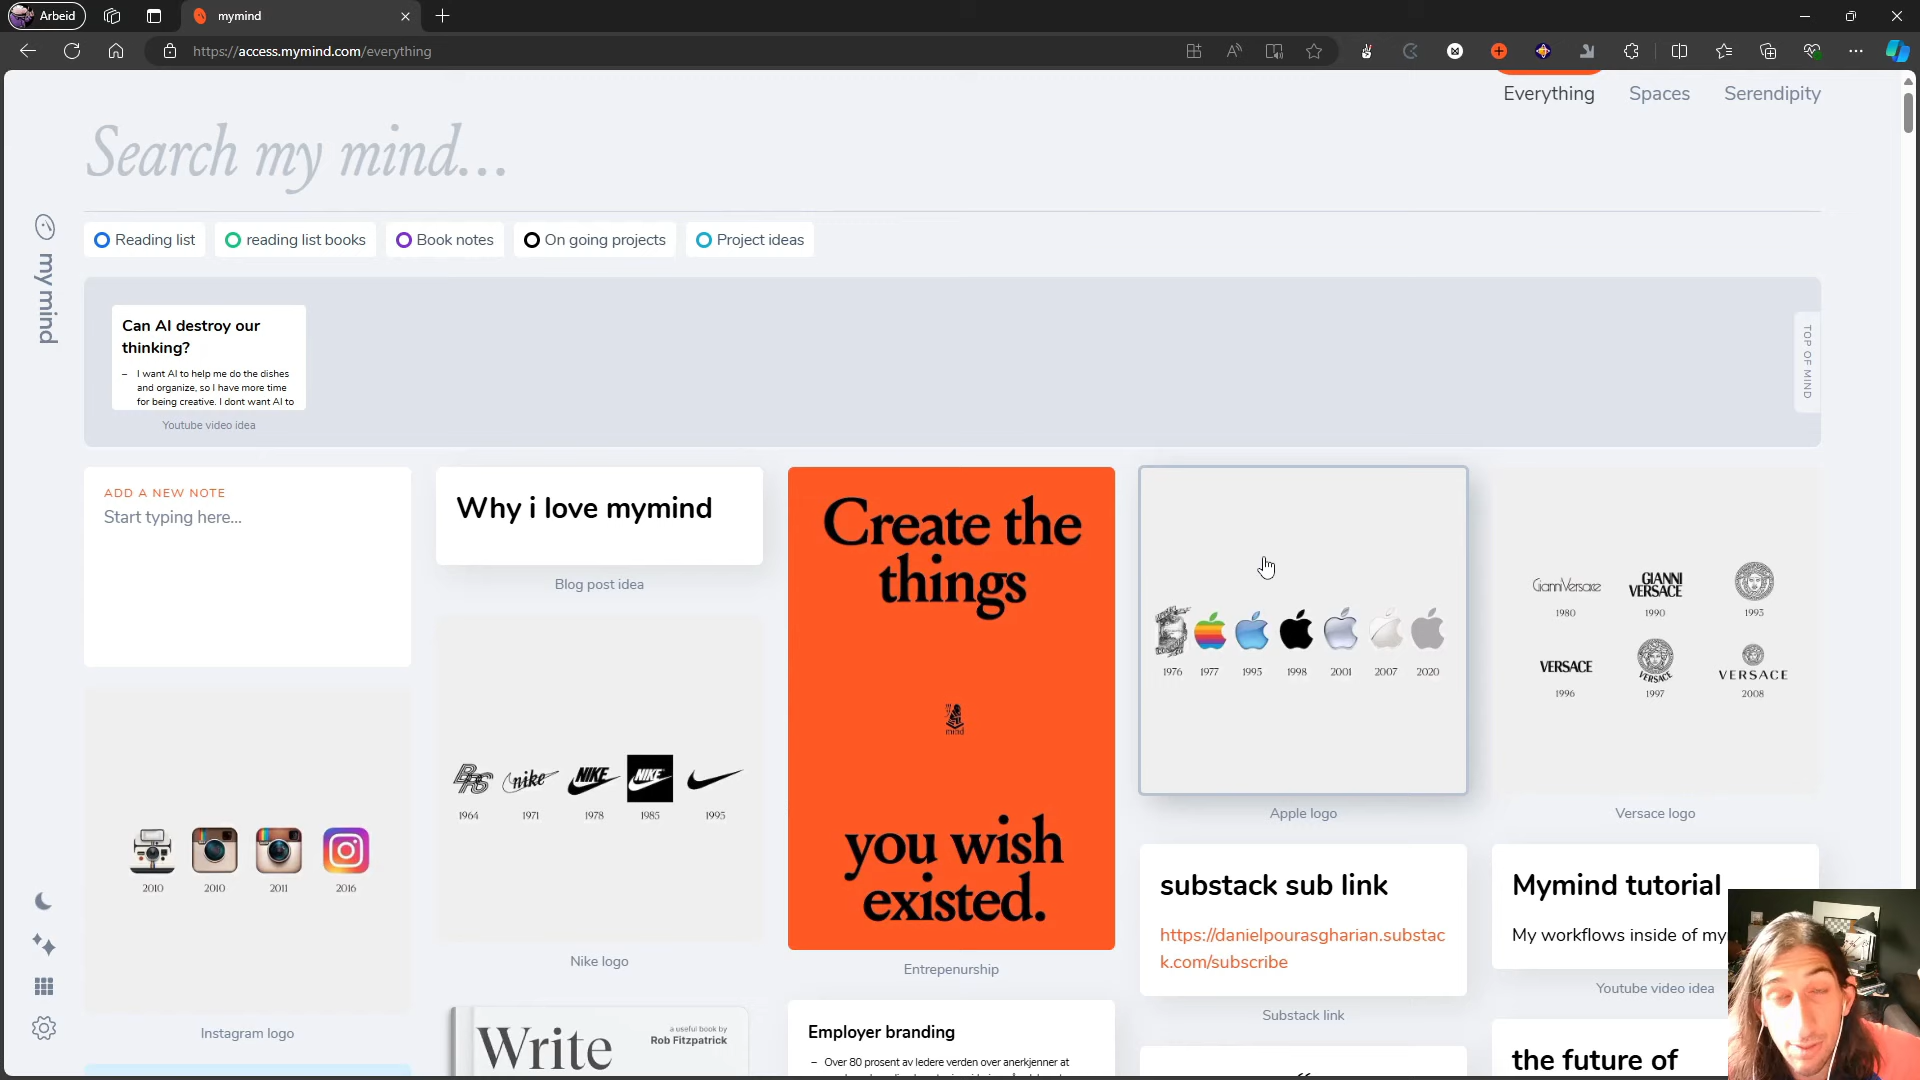 Arbeid
mymind
https://access.mymind.com/everything
Everything
Spaces
Serendipity
Search my mind...
my mind
Reading list
reading list books
Book notes
On going projects
Project ideas
Can AI destroy our
thinking?
– I want AI to help me do the dishes
and organize, so I have more time
for being creative. I dont want AI to
Youtube video idea
TOP OF MIND
ADD A NEW NOTE
Start typing here...
Instagram logo
2010
2010
2011
2016
Why i love mymind
Blog post idea
nike
NIKE
NIKE
1964
1971
1978
1985
1995
Nike logo
Write
a useful book by
Rob Fitzpatrick
Create the
things
mind
you wish
existed.
Entrepenurship
Employer branding
– Over 80 prosent av ledere verden over anerkjenner at
1976
1977
1995
1998
2001
2007
2020
Apple logo
substack sub link
https://danielpourasgharian.substac
k.com/subscribe
Substack link
GianniVersace
GIANNI
VERSACE
1980
1990
1993
VERSACE
VERSACE
VERSACE
1996
1997
2008
Versace logo
Mymind tutorial
My workflows inside of my
Youtube video idea
the future of